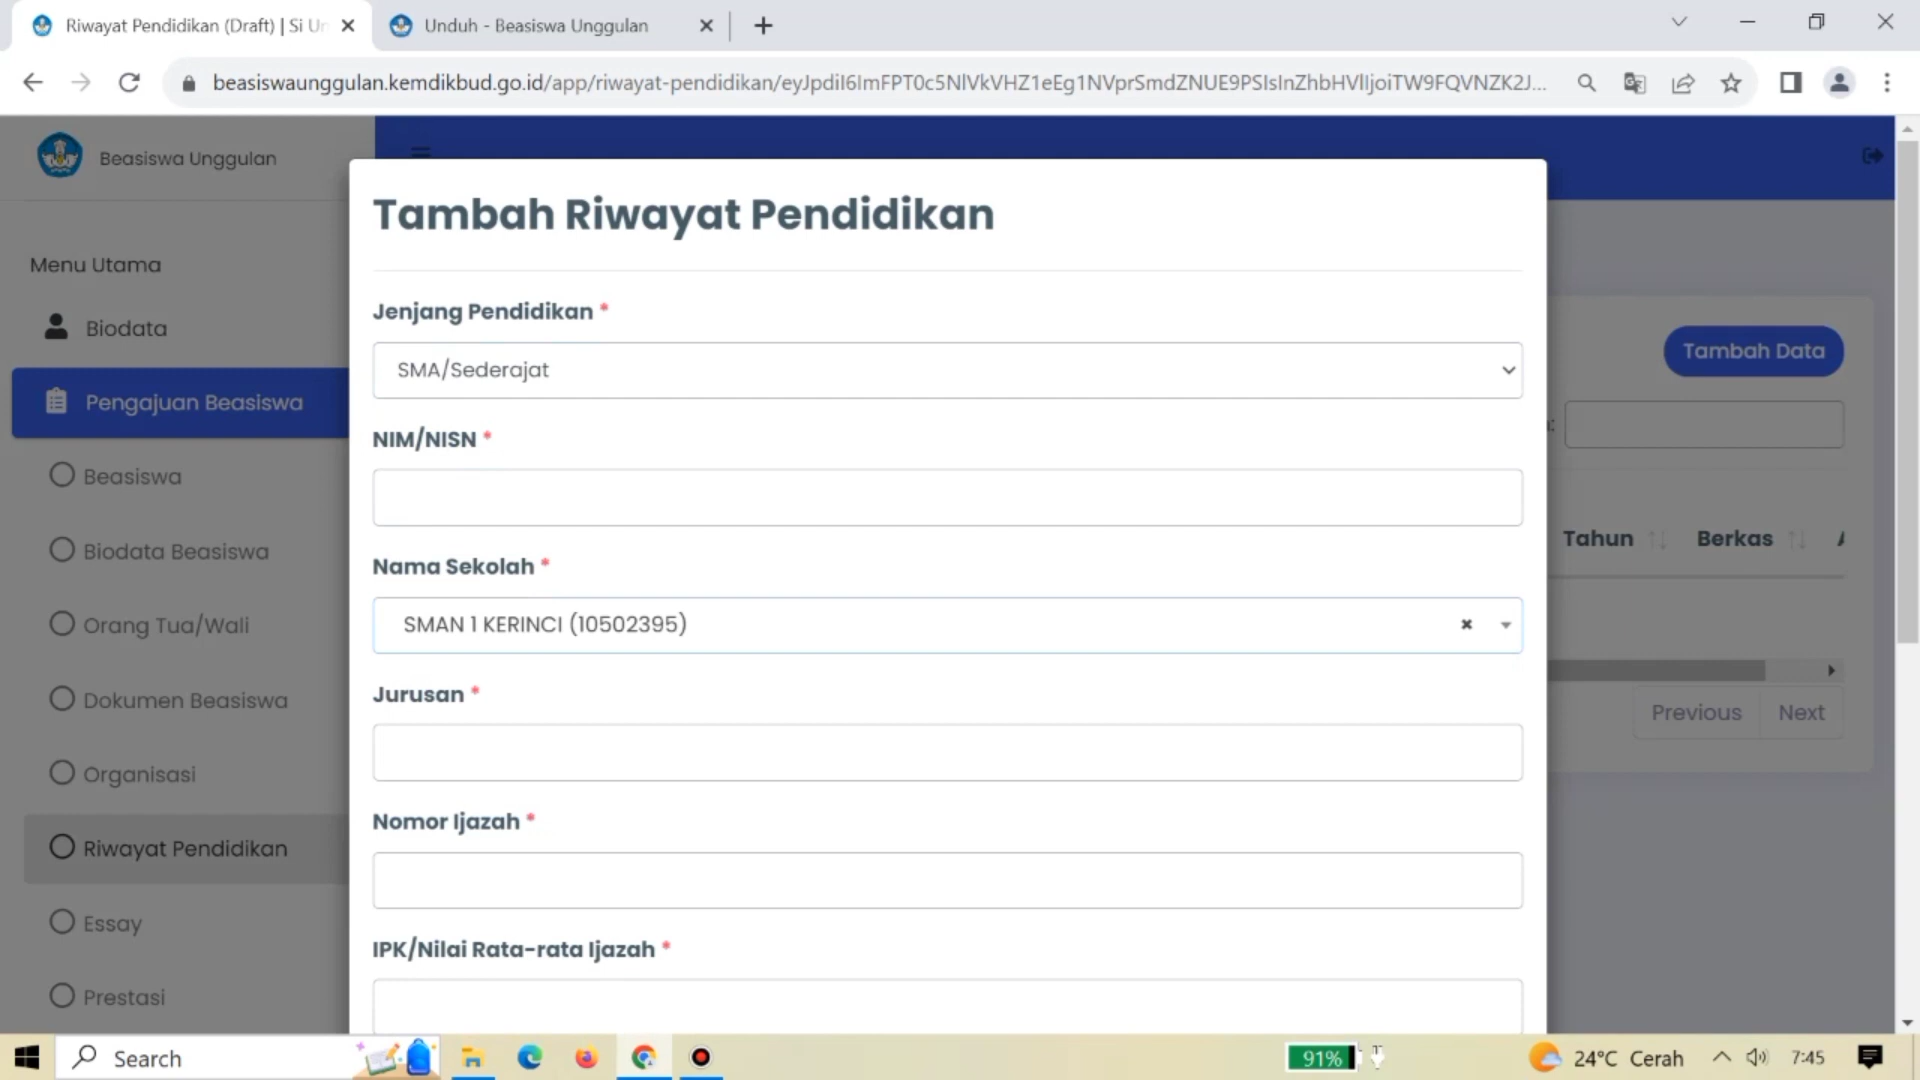 Riwayat Pendidikan (Draft) | Si Un
Unduh - Beasiswa Unggulan
beasiswaunggulan.kemdikbud.go.id/app/riwayat-pendidikan/eyJpdiI6ImFPT0c5NlVkVHZ1eEg1NVprSmdZNUE9PSIsInZhbHVlIjoiTW9FQVNZK2J...
Beasiswa Unggulan
Tambah Riwayat Pendidikan
Menu Utama
Jenjang Pendidikan *
Biodata
Tambah Data
SMA/Sederajat
Pengajuan Beasiswa
NIM/NISN *
Beasiswa
Tahun Berkas
Biodata Beasiswa
Nama Sekolah *
Orang Tua/Wali
SMAN 1 KERINCI (10502395)
Jurusan *
Dokumen Beasiswa
Previous Next
Organisasi
Nomor Ijazah *
Riwayat Pendidikan
Essay
IPK/Nilai Rata-rata Ijazah *
Prestasi
Search
91%
24°C Cerah
7:45